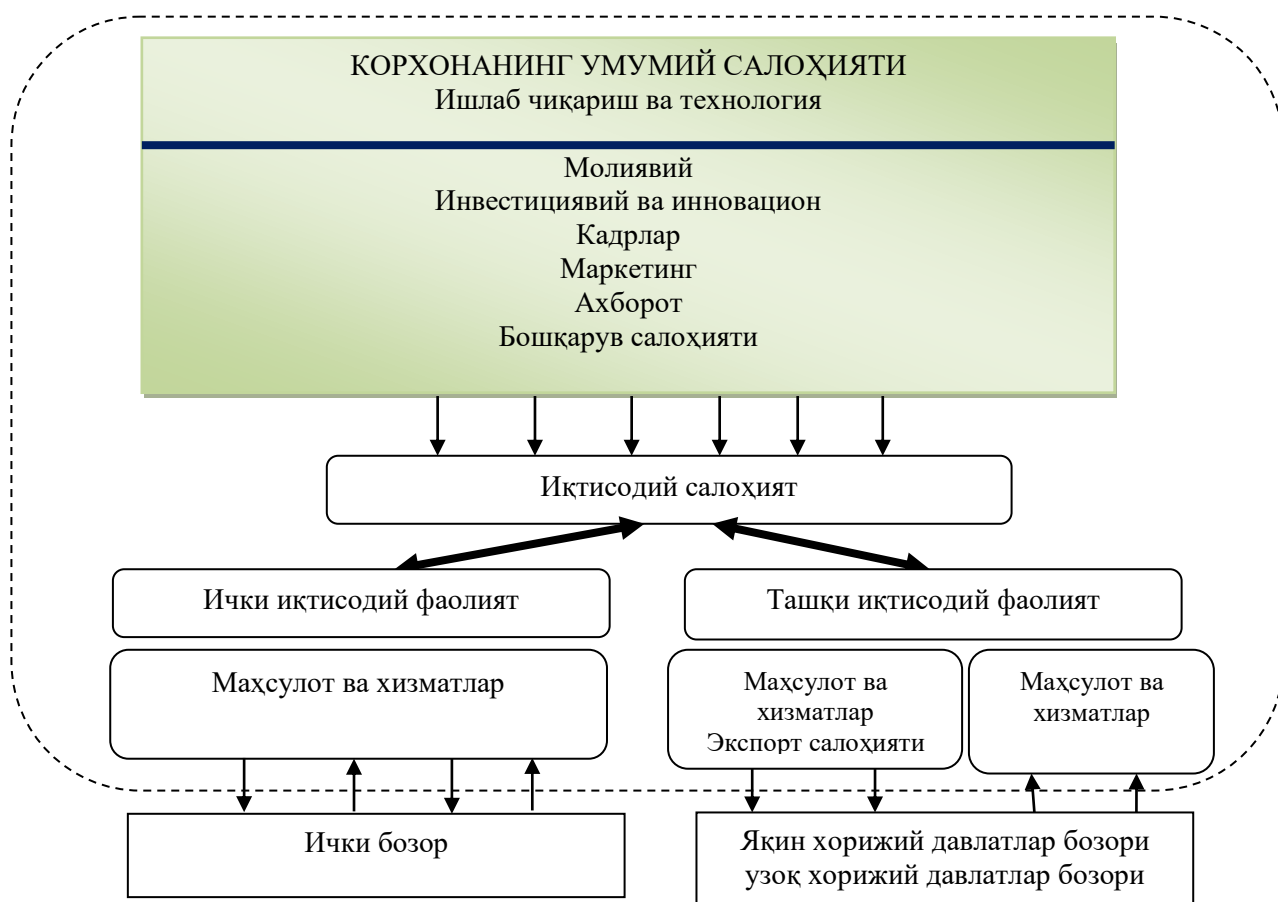 КОРХОНАНИНГ УМУМИЙ САЛОҲИЯТИ
Ишлаб чиқариш ва технология
Молиявий
Инвестициявий ва инновацион
Кадрлар
Маркетинг
Ахборот
Бошқарув салоҳияти
Иқтисодий салоҳият
Ички иқтисодий фаолият
Ташқи иқтисодий фаолият
Маҳсулот ва хизматлар
Маҳсулот ва
хизматлар
Экспорт салоҳияти
Маҳсулот ва
хизматлар
Ички бозор
Яқин хорижий давлатлар бозори
узоқ хорижий давлатлар бозори